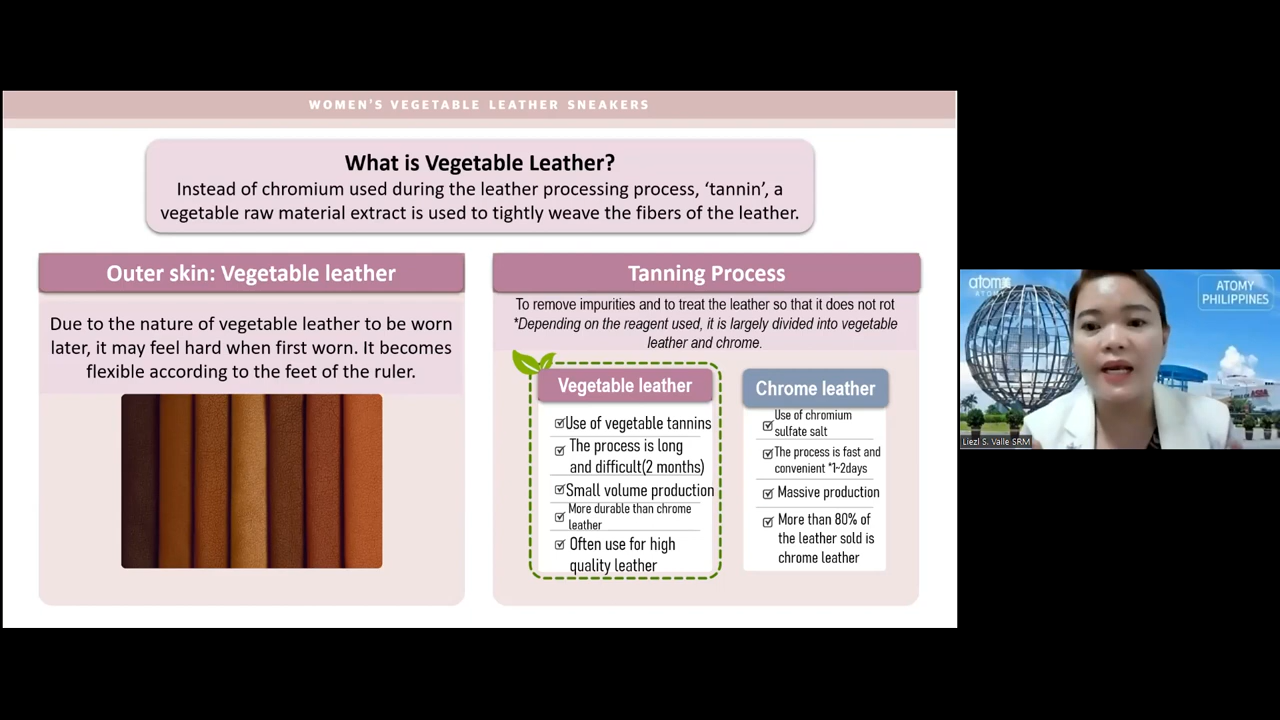 WOMEN'S VEGETABLE LEATHER SNEAKERS
What is Vegetable Leather?
Instead of chromium used during the leather processing process, ‘tannin’, a
vegetable raw material extract is used to tightly weave the fibers of the leather.
Outer skin: Vegetable leather
Due to the nature of vegetable leather to be worn
later, it may feel hard when first worn. It becomes
flexible according to the feet of the ruler.
Tanning Process
To remove impurities and to treat the leather so that it does not rot
*Depending on the reagent used, it is largely divided into vegetable
leather and chrome.
Vegetable leather
Use of vegetable tannins
The process is long
and difficult(2 months)
Small volume production
More durable than chrome
leather
Often use for high
quality leather
Chrome leather
Use of chromium
sulfate salt
The process is fast and
convenient *1~2days
Massive production
More than 80% of
the leather sold is
chrome leather
atomy
ATOMY
ATOMY
PHILIPPINES
ASIA
Liezl S. Valle SRM